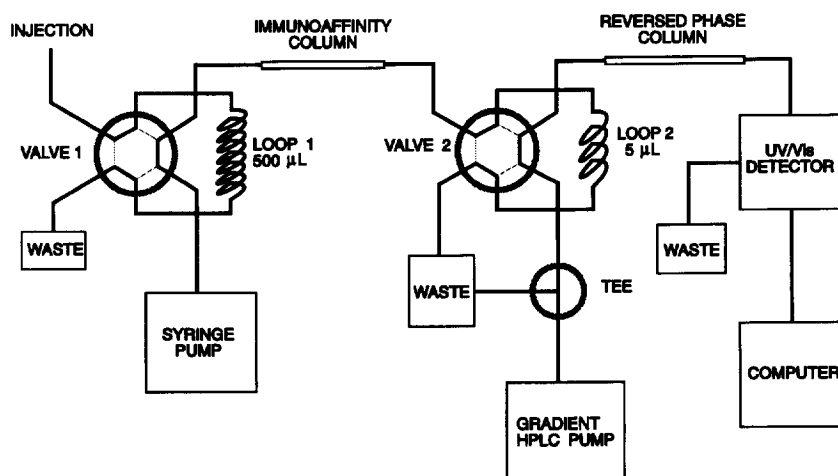 INJECTION
IMMUNOAFFINITY
COLUMN
REVERSED PHASE
COLUMN
VALVE 1
LOOP 1
500 µL
VALVE 2
LOOP 2
5 µL
UV/Vis
DETECTOR
WASTE
WASTE
WASTE
TEE
SYRINGE
PUMP
COMPUTER
GRADIENT
HPLC PUMP